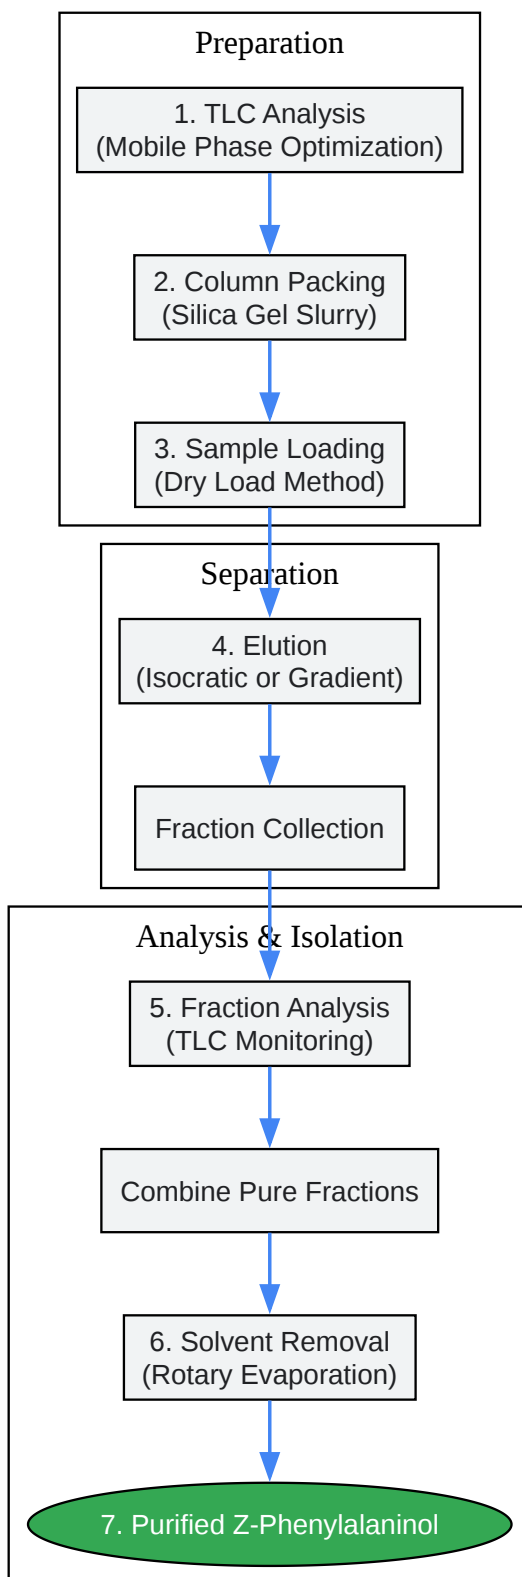 Preparation
1. TLC Analysis
(Mobile Phase Optimization)
2. Column Packing
(Silica Gel Slurry)
3. Sample Loading
(Dry Load Method)
Separation
4. Elution
(Isocratic or Gradient)
Fraction Collection
Analysis & Isolation
5. Fraction Analysis
(TLC Monitoring)
Combine Pure Fractions
6. Solvent Removal
(Rotary Evaporation)
7. Purified Z-Phenylalaninol